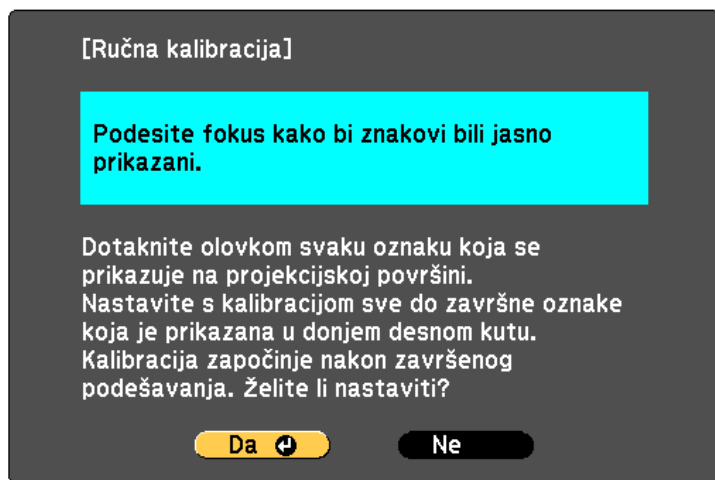 [Ručna kalibracija]
Podesite fokus kako bi znakovi bili jasno
prikazani.
Dotaknite olovkom svaku oznaku koja se
prikazuje na projekcijskoj površini.
Nastavite s kalibracijom sve do završne oznake
koja je prikazana u donjem desnom kutu.
Kalibracija započinje nakon završenog
podešavanja. Želite li nastaviti?
Da Ne